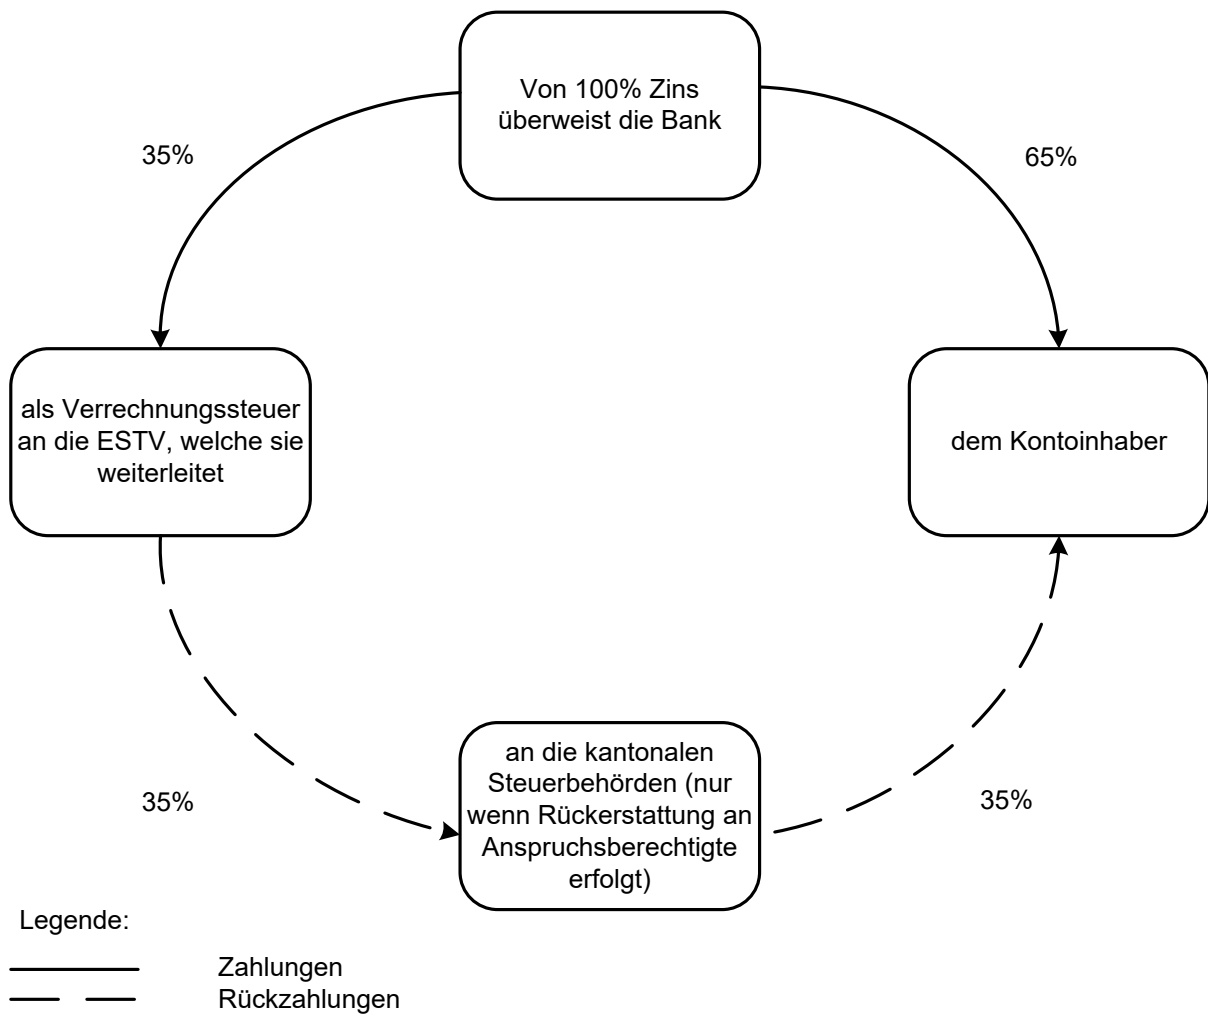 Von 100% Zins
überweist die Bank
35%
65%
als Verrechnungssteuer
an die ESTV, welche sie
weiterleitet
dem Kontoinhaber
an die kantonalen
Steuerbehörden (nur
wenn Rückerstattung an
Anspruchsberechtigte
erfolgt)
35%
35%
Legende:
Zahlungen
Rückzahlungen